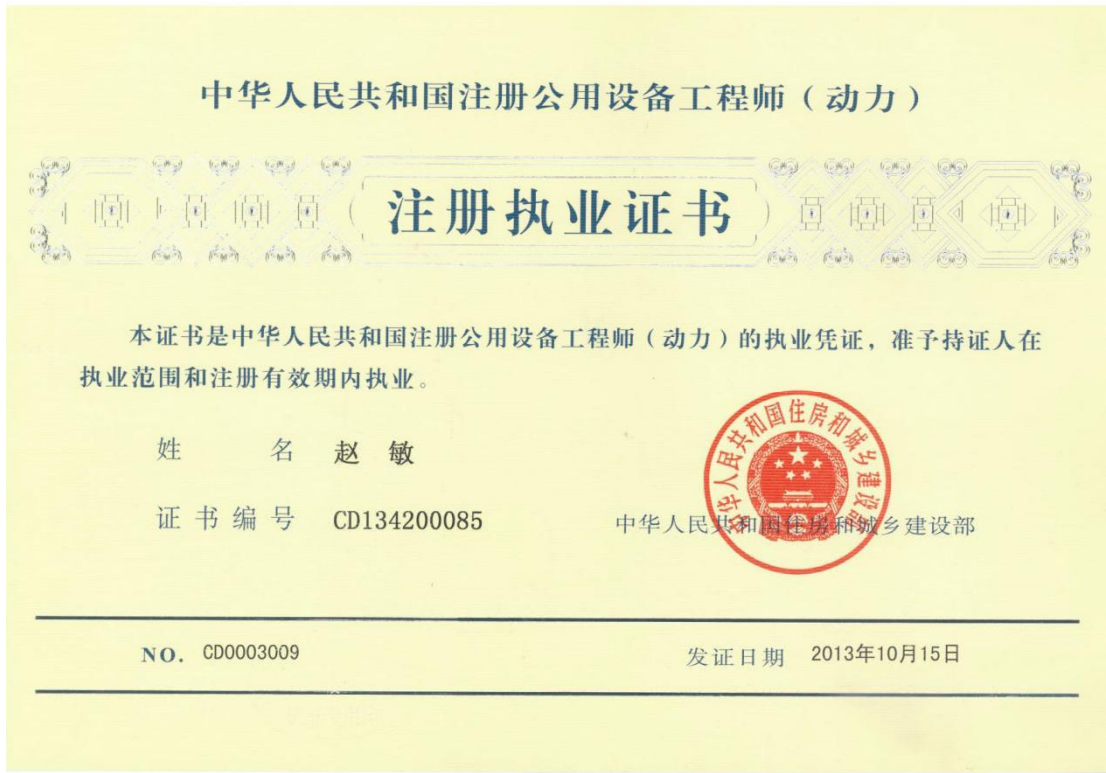 中华人民共和国注册公用设备工程师（动力）
注册执业证书
本证书是中华人民共和国注册公用设备工程师（动力）的执业凭证，准予持证人在
执业范围和注册有效期内执业。
姓 名 赵 敏
证 书 编 号 CD134200085
中华人民共和国住房和城乡建设部
中华人民共和国住房和城乡建设部
NO. CD0003009
发证日期 2013年10月15日